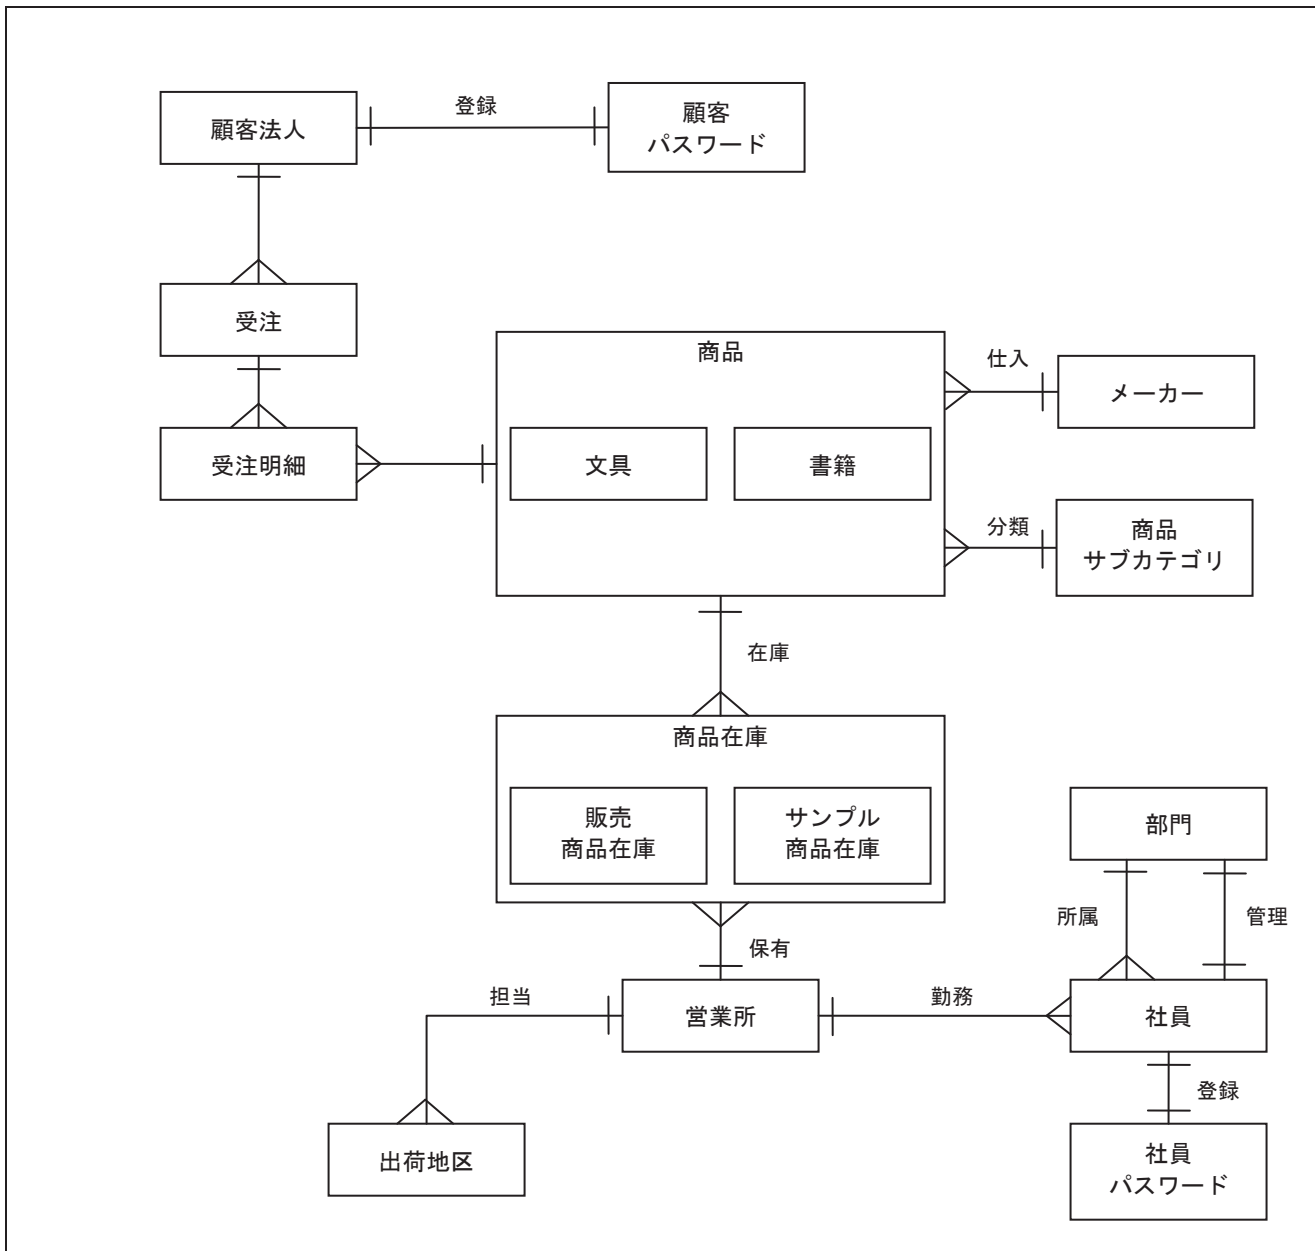 登録
顧客法人
顧客
パスワード
受注
商品
仕入
メーカー
受注明細
文具
書籍
分類
商品
サブカテゴリ
在庫
商品在庫
販売
商品在庫
サンプル
商品在庫
部門
所属
管理
保有
担当
営業所
勤務
社員
登録
出荷地区
社員
パスワード